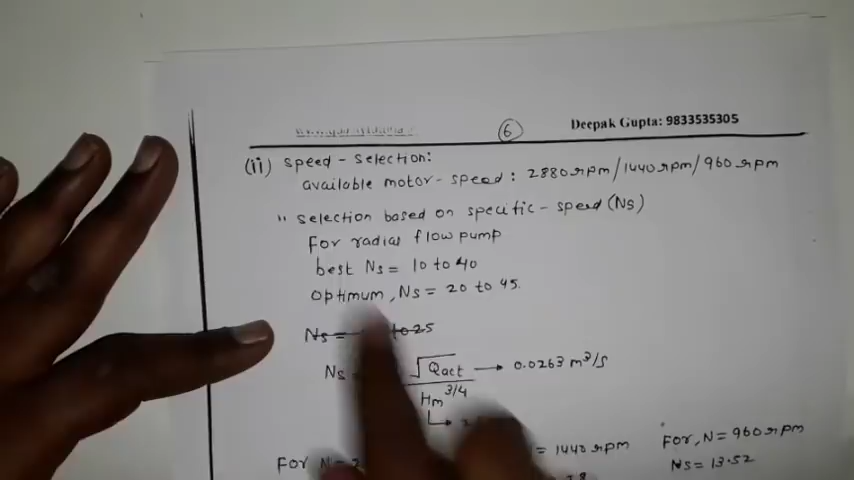 6
Deepak Gupta: 9833535305
(ii) Speed - Selection:
available motor - speed : 2880 rpm/1440 rpm/960 rpm
" Selection based on specific - speed (Ns)
For radial flow pump
best Ns = 10 to 40
Optimum, Ns = 20 to 45.
Ns = to 25
Ns = √Qact → 0.0263 m³/s
Hm 3/4
For N = 2 = 1440 rpm For, N = 960 rpm
Ns = 13.52